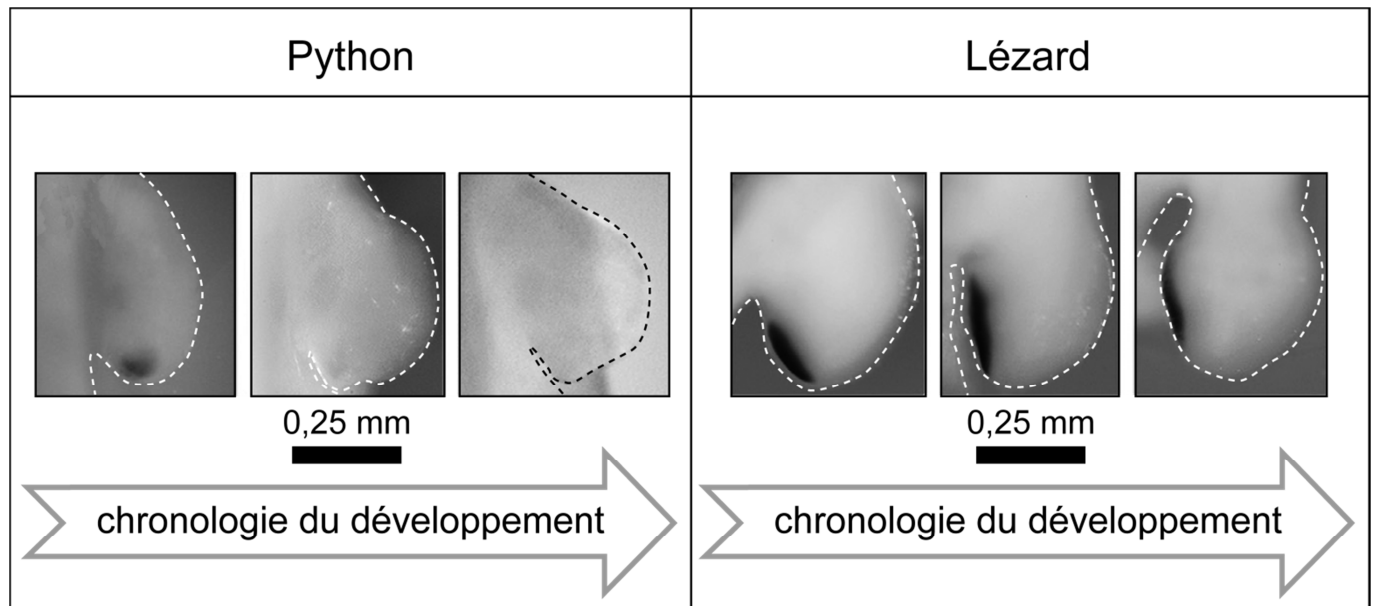 Python
Lézard
0,25 mm
0,25 mm
chronologie du développement
chronologie du développement